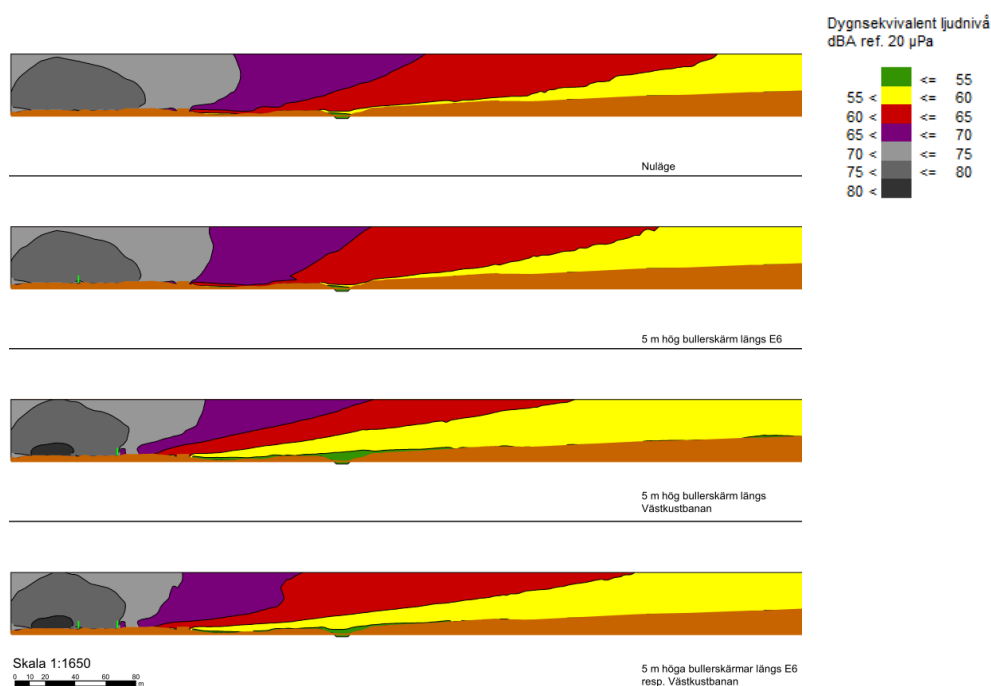 Dygnsekvivalent ljudnivå
dBA ref. 20 µPa
<= 55
55 < <= 60
60 < <= 65
65 < <= 70
70 < <= 75
75 < <= 80
80 <
Nuläge
5 m hög bullerskärm längs E6
5 m hög bullerskärm längs
Västkustbanan
5 m höga bullerskärmar längs E6
resp. Västkustbanan
Skala 1:1650
0 10 20 40 60 80
m